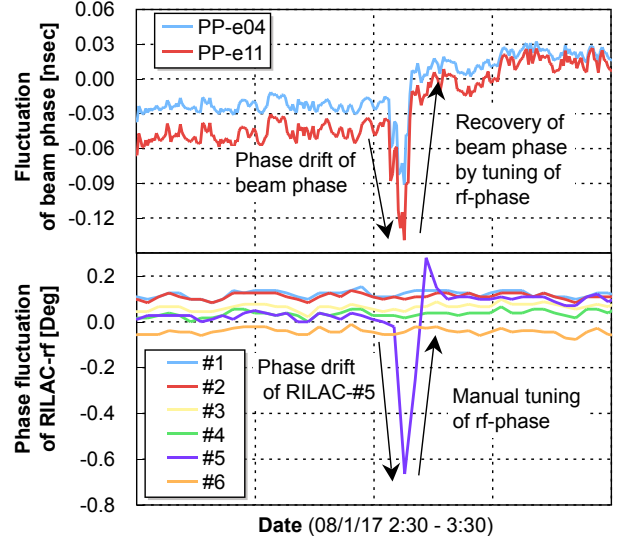 0.06
0.03
0.00
-0.03
-0.06
-0.09
-0.12
Fluctuation
of beam phase [nsec]
PP-e04
PP-e11
Phase drift of
beam phase
Recovery of
beam phase
by tuning of
rf-phase
0.2
0.0
-0.2
-0.4
-0.6
-0.8
Phase fluctuation
of RILAC-rf [Deg]
#1
#2
#3
#4
#5
#6
Phase drift
of RILAC-#5
Manual tuning
of rf-phase
Date (08/1/17 2:30 - 3:30)